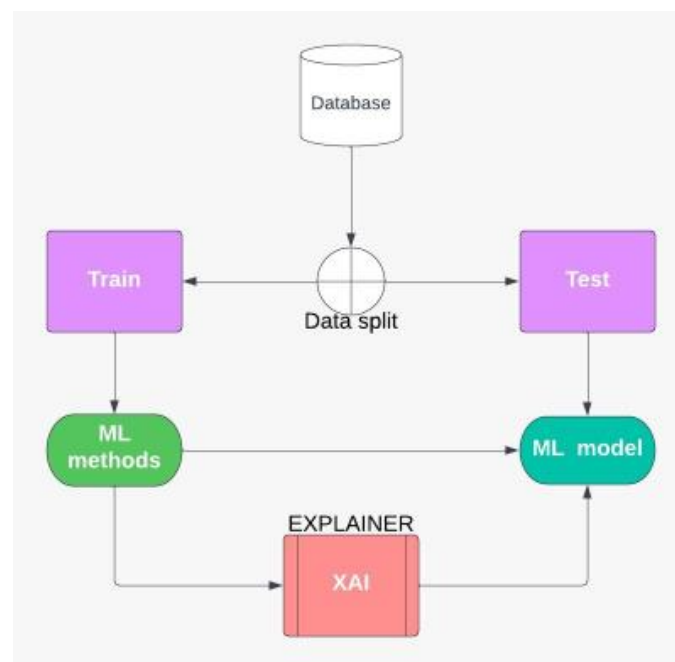 Database
Train
Test
Data split
ML
methods
ML model
EXPLAINER
XAI